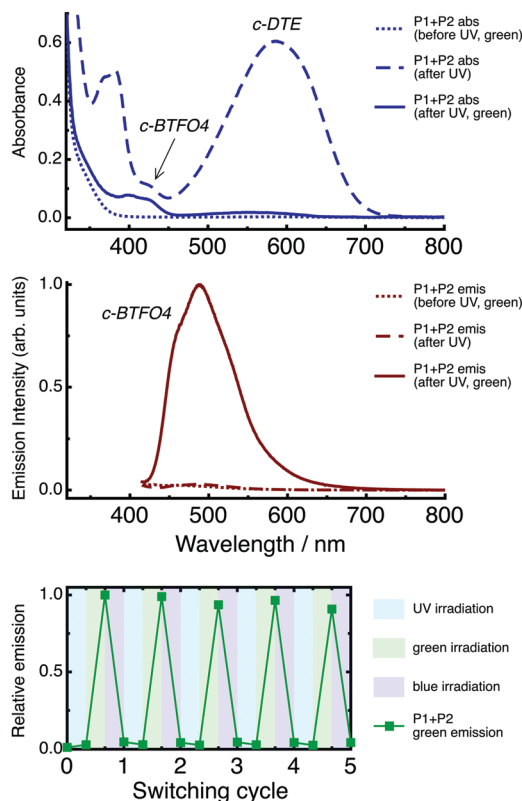 c-DTE
c-BTFO4
Absorbance
0.6
0.4
0.2
0.0
400
500
600
700
800
P1+P2 abs
(before UV, green)
P1+P2 abs
(after UV)
P1+P2 abs
(after UV, green)
c-BTFO4
Emission Intensity (arb. units)
1.0
0.5
0.0
400
500
600
700
800
Wavelength / nm
P1+P2 emis
(before UV, green)
P1+P2 emis
(after UV)
P1+P2 emis
(after UV, green)
Relative emission
1.0
0.5
0.0
0
1
2
3
4
5
Switching cycle
UV irradiation
green irradiation
blue irradiation
P1+P2
green emission